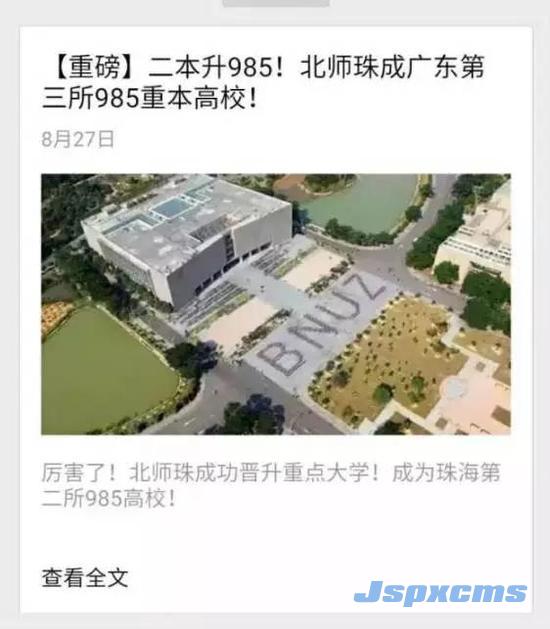 【重磅】二本升985！北师珠成广东第
三所985重本高校！
8月27日
BNUZ
厉害了！北师珠成功晋升重点大学！成为珠海第
二所985高校！
查看全文
Jspxcms